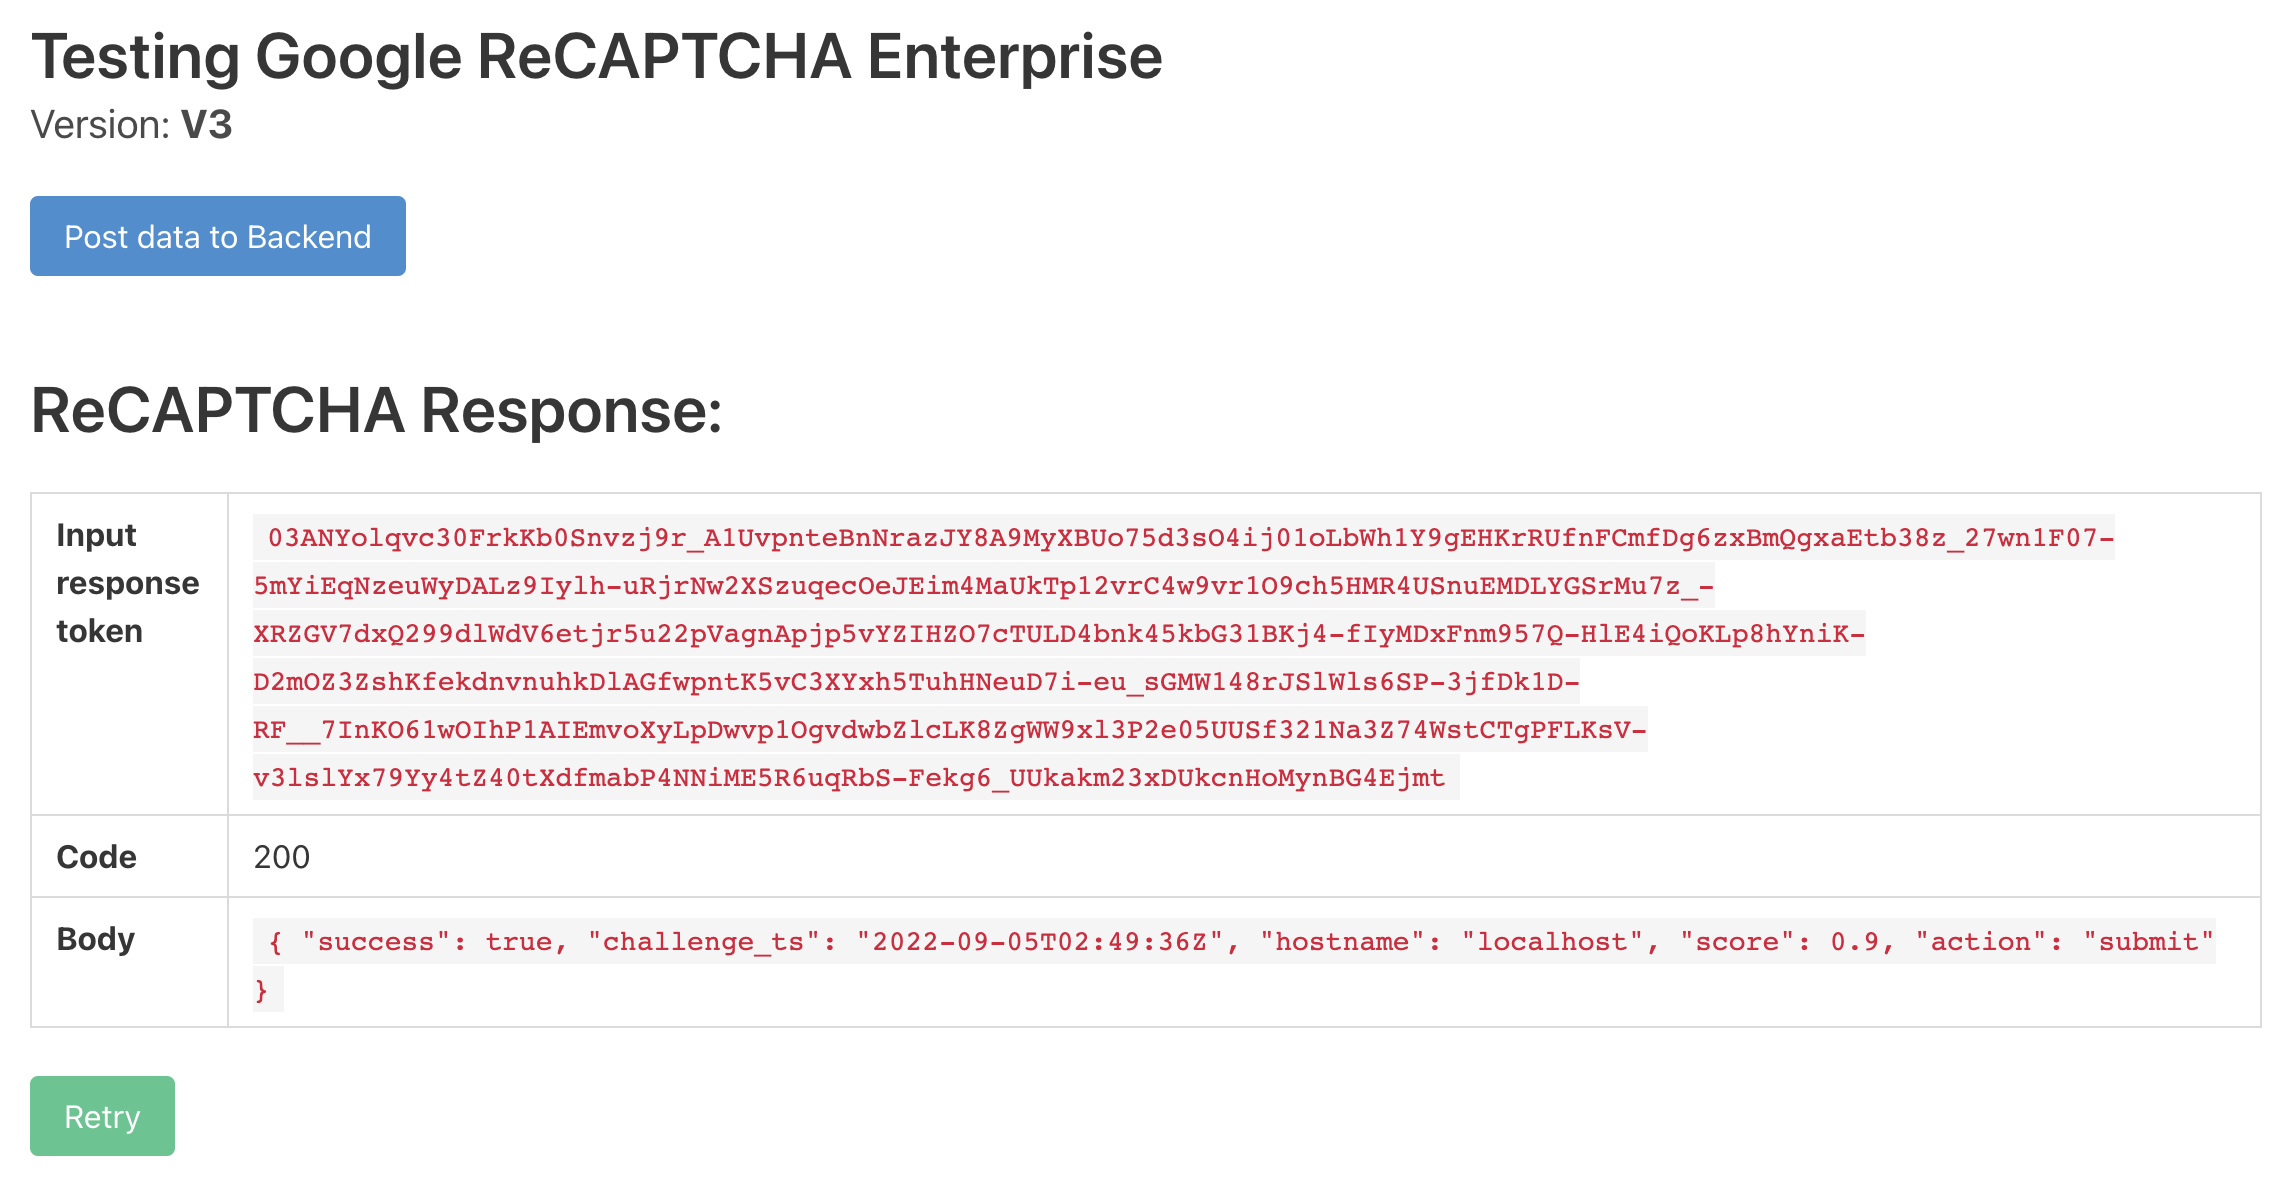 Testing Google ReCAPTCHA Enterprise
Version: V3
Post data to Backend
ReCAPTCHA Response:
Input response token
03ANYolqvc30FrkKb0Snvzj9r_A1UvpnteBnNrazJY8A9MyXBUo75d3sO4ij01oLbWh1Y9gEHKrRUfnFCmfDg6zxBmQgxaEtb38z_27wn1F07-
5mYiEqNzeuWyDALz9Iylh-uRjrNw2XSzuqecOeJEim4MaUkTp12vrC4w9vr1O9ch5HMR4USnuEMDLYGSrMu7z_-
XRZGV7dxQ299dlWdV6etjr5u22pVagnApjp5vYZIHZO7cTULD4bnk45kbG31BKj4-fIyMDxFnm957Q-HlE4iQoKLp8hYniK-
D2mOZ3ZshKfekdnvnuhkDlAGfwpntK5vC3XYxh5TuhHNeuD7i-eu_sGMW148rJSlWls6SP-3jfDk1D-
RF__7InKO61wOIhP1AIEmvoXyLpDwvp1OgvdwbZlcLK8ZgWW9xl3P2e05UUSf321Na3Z74WstCTgPFLKsV-
v3lslYx79Yy4tZ40tXdfmabP4NNiME5R6uqRbS-Fekg6_UUkakm23xDUkcnHoMynBG4Ejmt
Code
200
Body
{ "success": true, "challenge_ts": "2022-09-05T02:49:36Z", "hostname": "localhost", "score": 0.9, "action": "submit"
}
Retry